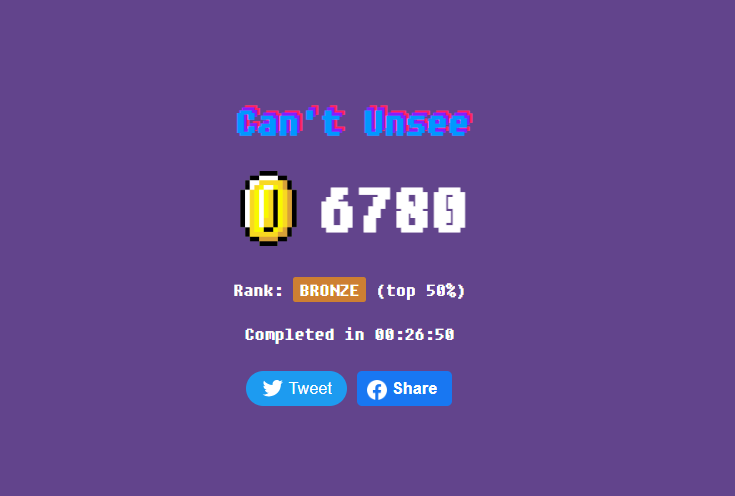 Can't Unsee
6780
Rank: BRONZE (top 50%)
Completed in 00:26:50
Tweet Share